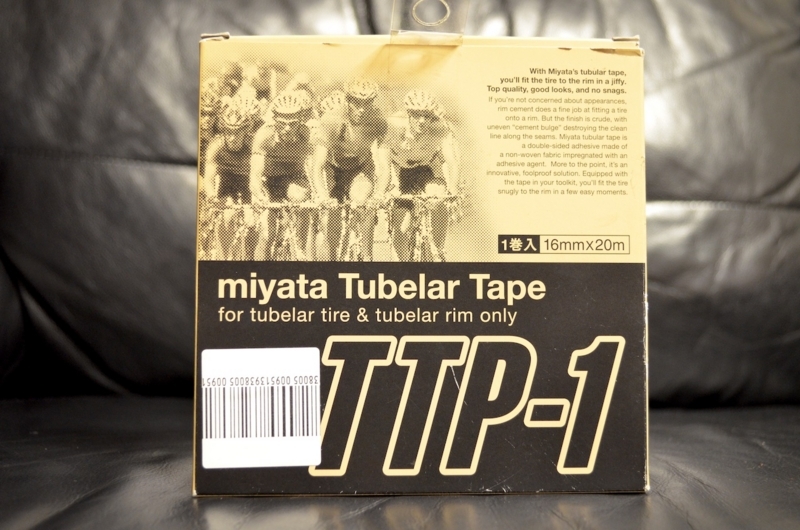 With Miyata's tubular tape,
you'll fit the tire to the rim in a jiffy.
Top quality, good looks, and no snags.
If you're not concerned about appearances,
rim cement does a fine job at fitting a tire
onto a rim. But the finish is crude, with
uneven "cement bulge" destroying the clean
line along the seams. Miyata tubular tape is
a double-sided adhesive made of
a non-woven fabric impregnated with an
adhesive agent. More to the point, it's an
innovative, foolproof solution. Equipped with
the tape in your toolkit, you'll fit the tire
snugly to the rim in a few easy moments.
1巻入 16mmx20m
miyata Tubelar Tape
for tubelar tire & tubelar rim only
TTP-1